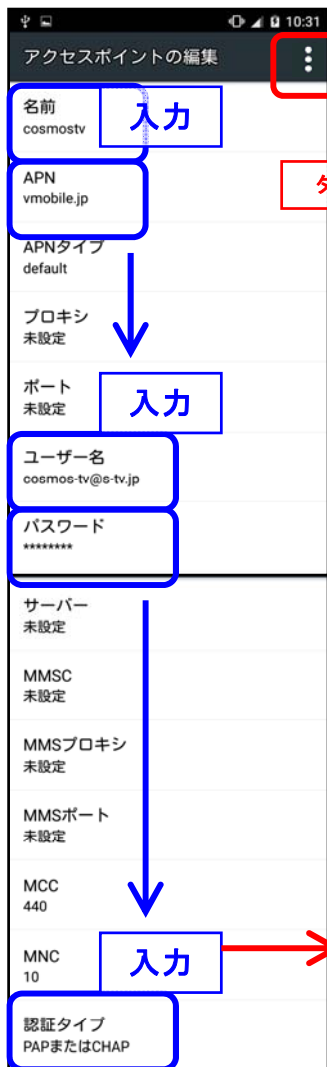 10:31
アクセスポイントの編集
名前
cosmostv
入力
APN
vmobile.jp
APNタイプ
default
プロキシ
未設定
ポート
未設定
入力
ユーザー名
cosmos-tv@s-tv.jp
パスワード
********
サーバー
未設定
MMSC
未設定
MMSプロキシ
未設定
MMSポート
未設定
MCC
440
MNC
10
入力
認証タイプ
PAPまたはCHAP